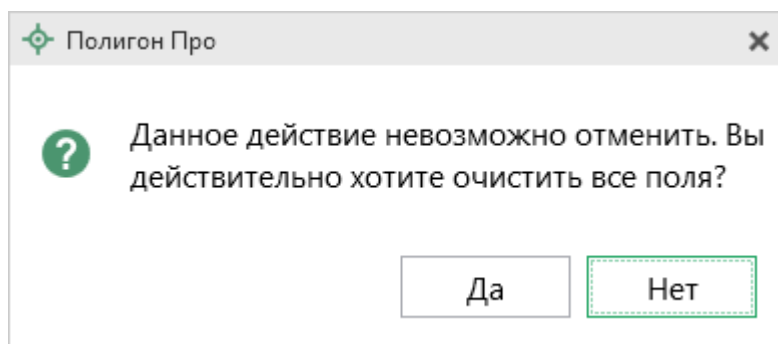 Полигон Про
Данное действие невозможно отменить. Вы
действительно хотите очистить все поля?
Да
Нет